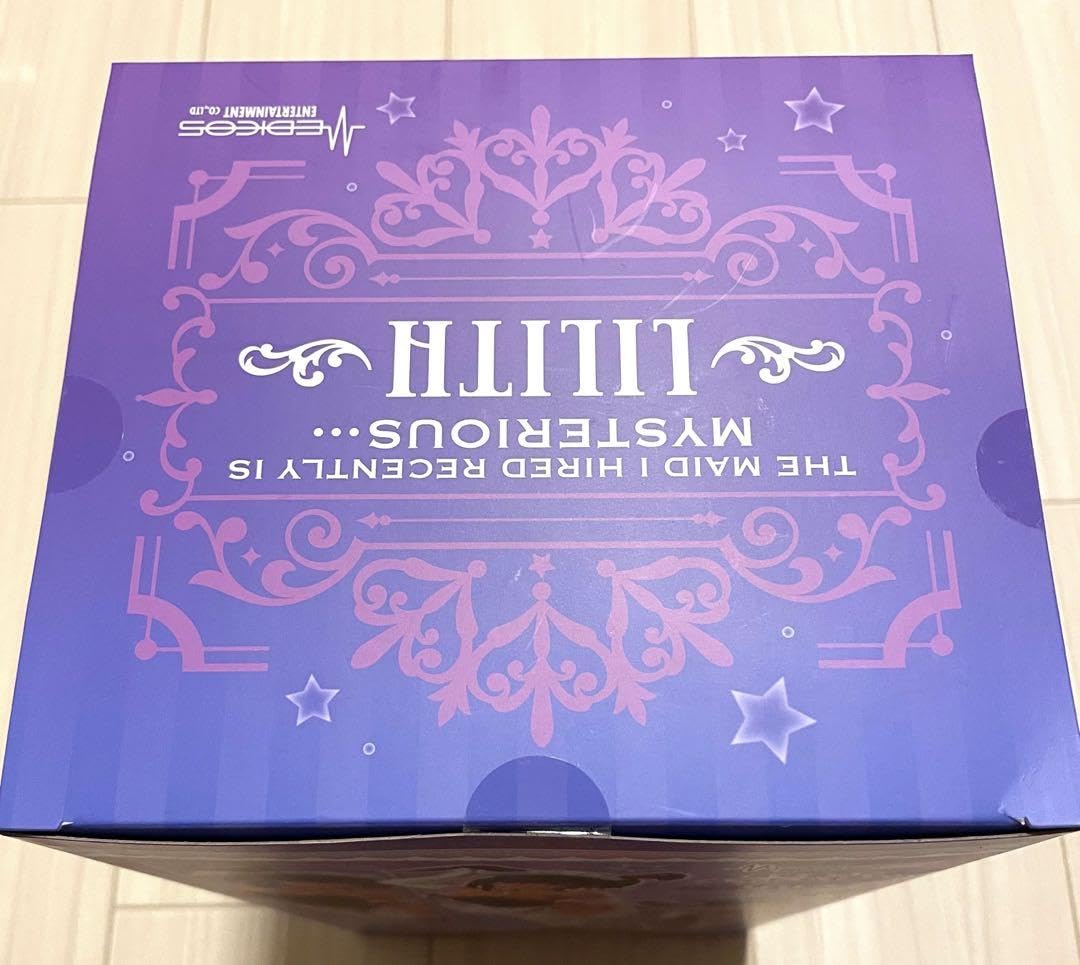 THE MAID I HIRED RECENTLY IS
MYSTERIOUS...
LILITH
MEDICOS
ENTERTAINMENT CO.,LTD